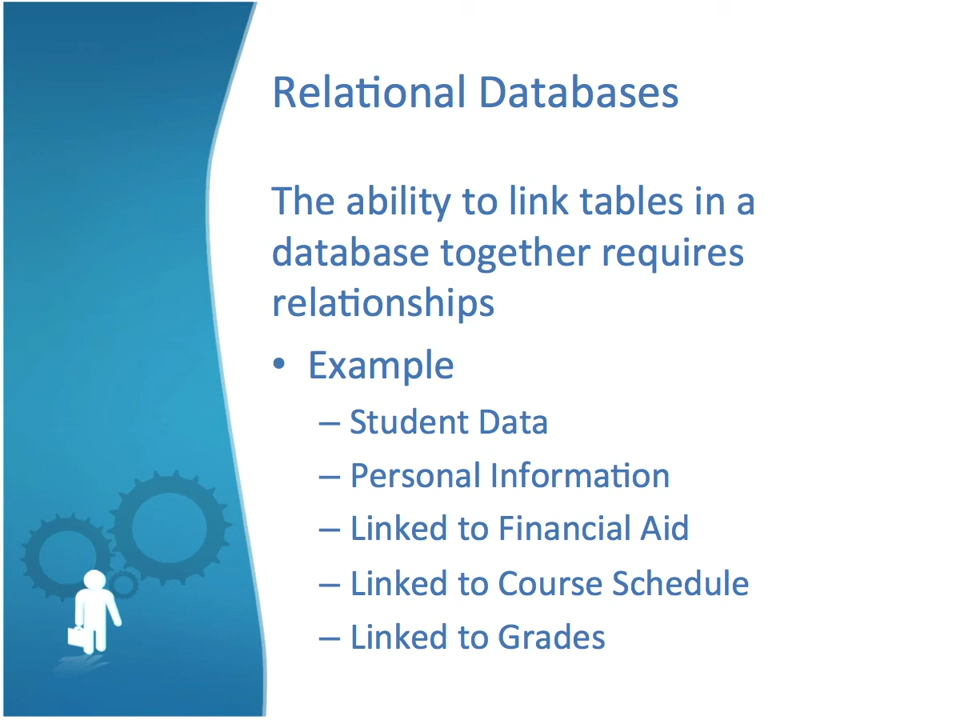 Relational Databases
The ability to link tables in a
database together requires
relationships
• Example
– Student Data
– Personal Information
– Linked to Financial Aid
– Linked to Course Schedule
– Linked to Grades